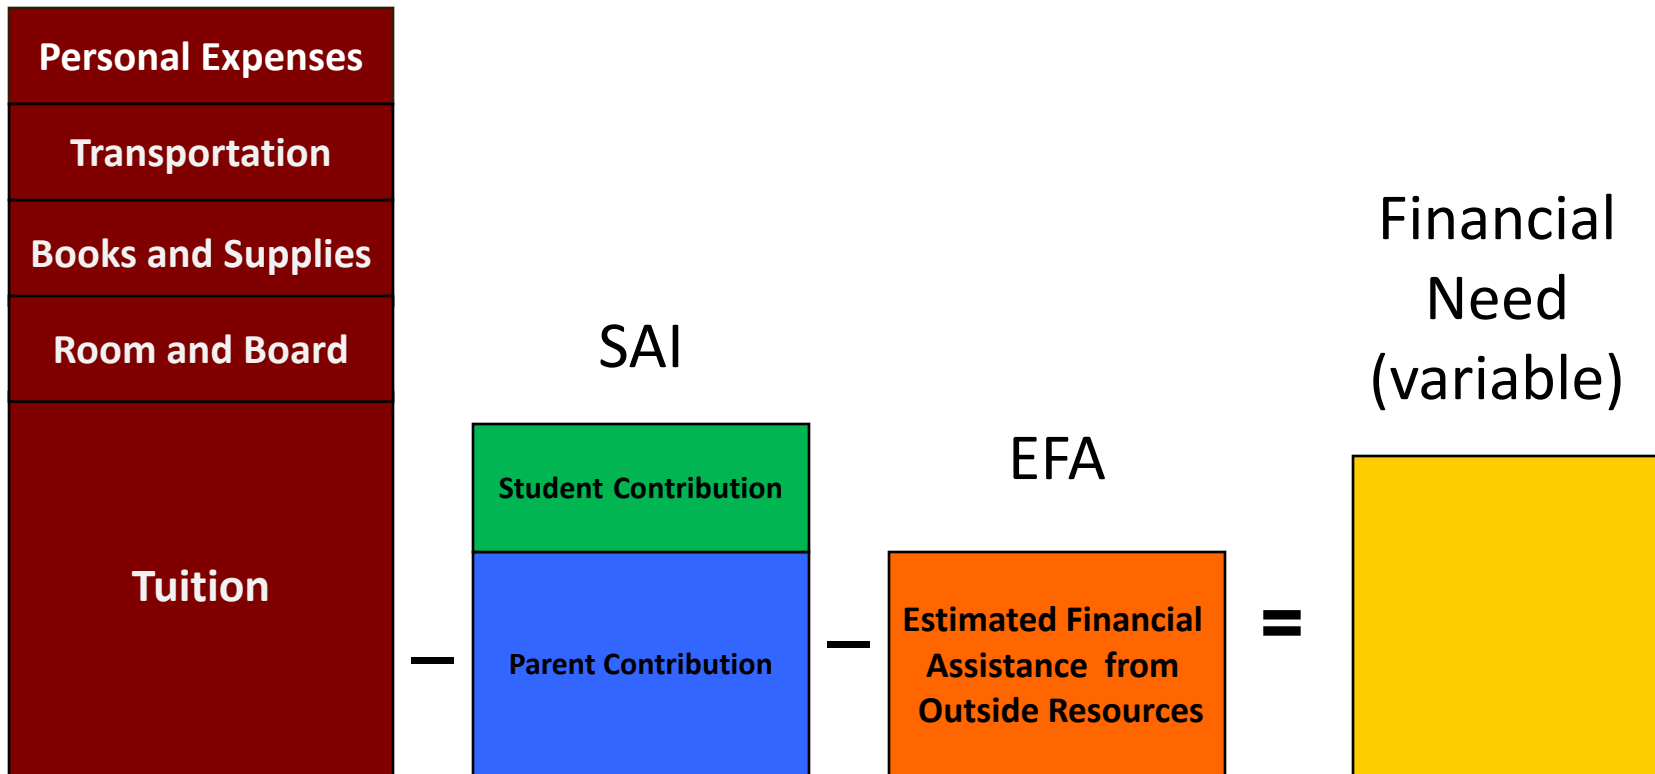 Personal Expenses
Transportation
Books and Supplies
Room and Board
Tuition
–
SAI
Student Contribution
Parent Contribution
–
EFA
Estimated Financial
Assistance from
Outside Resources
=
Financial
Need
(variable)